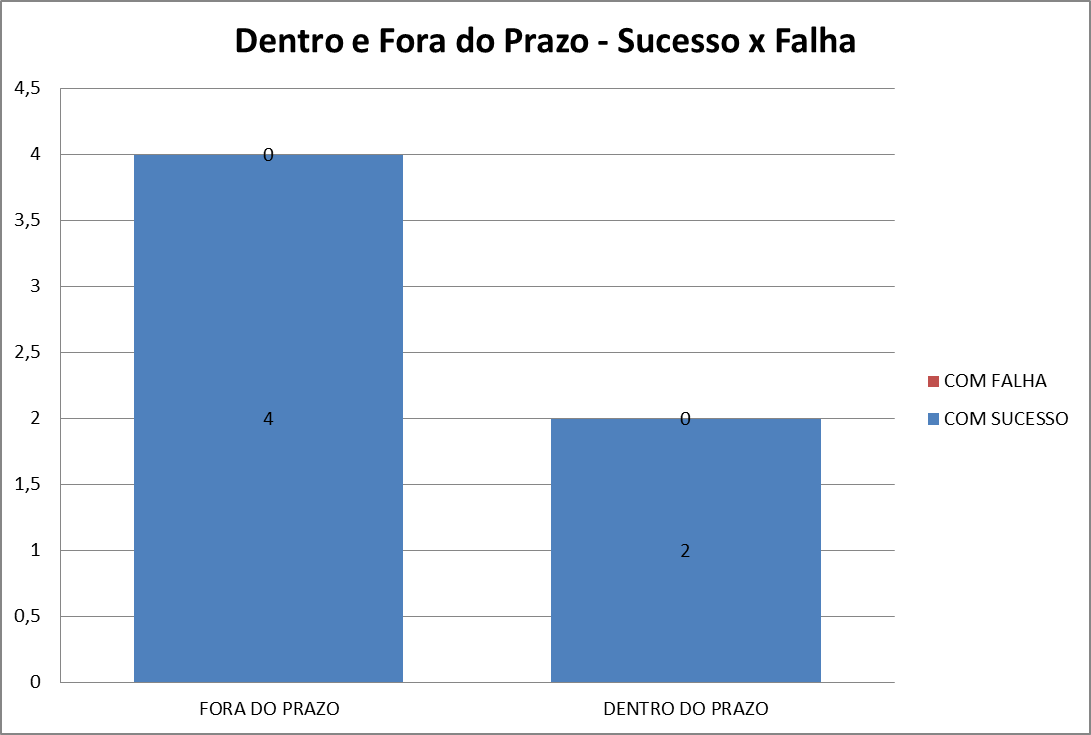 Dentro e Fora do Prazo - Sucesso x Falha
4,5
4
3,5
3
2,5
2
1,5
1
0,5
0
0
4
0
2
FORA DO PRAZO
DENTRO DO PRAZO
COM FALHA
COM SUCESSO